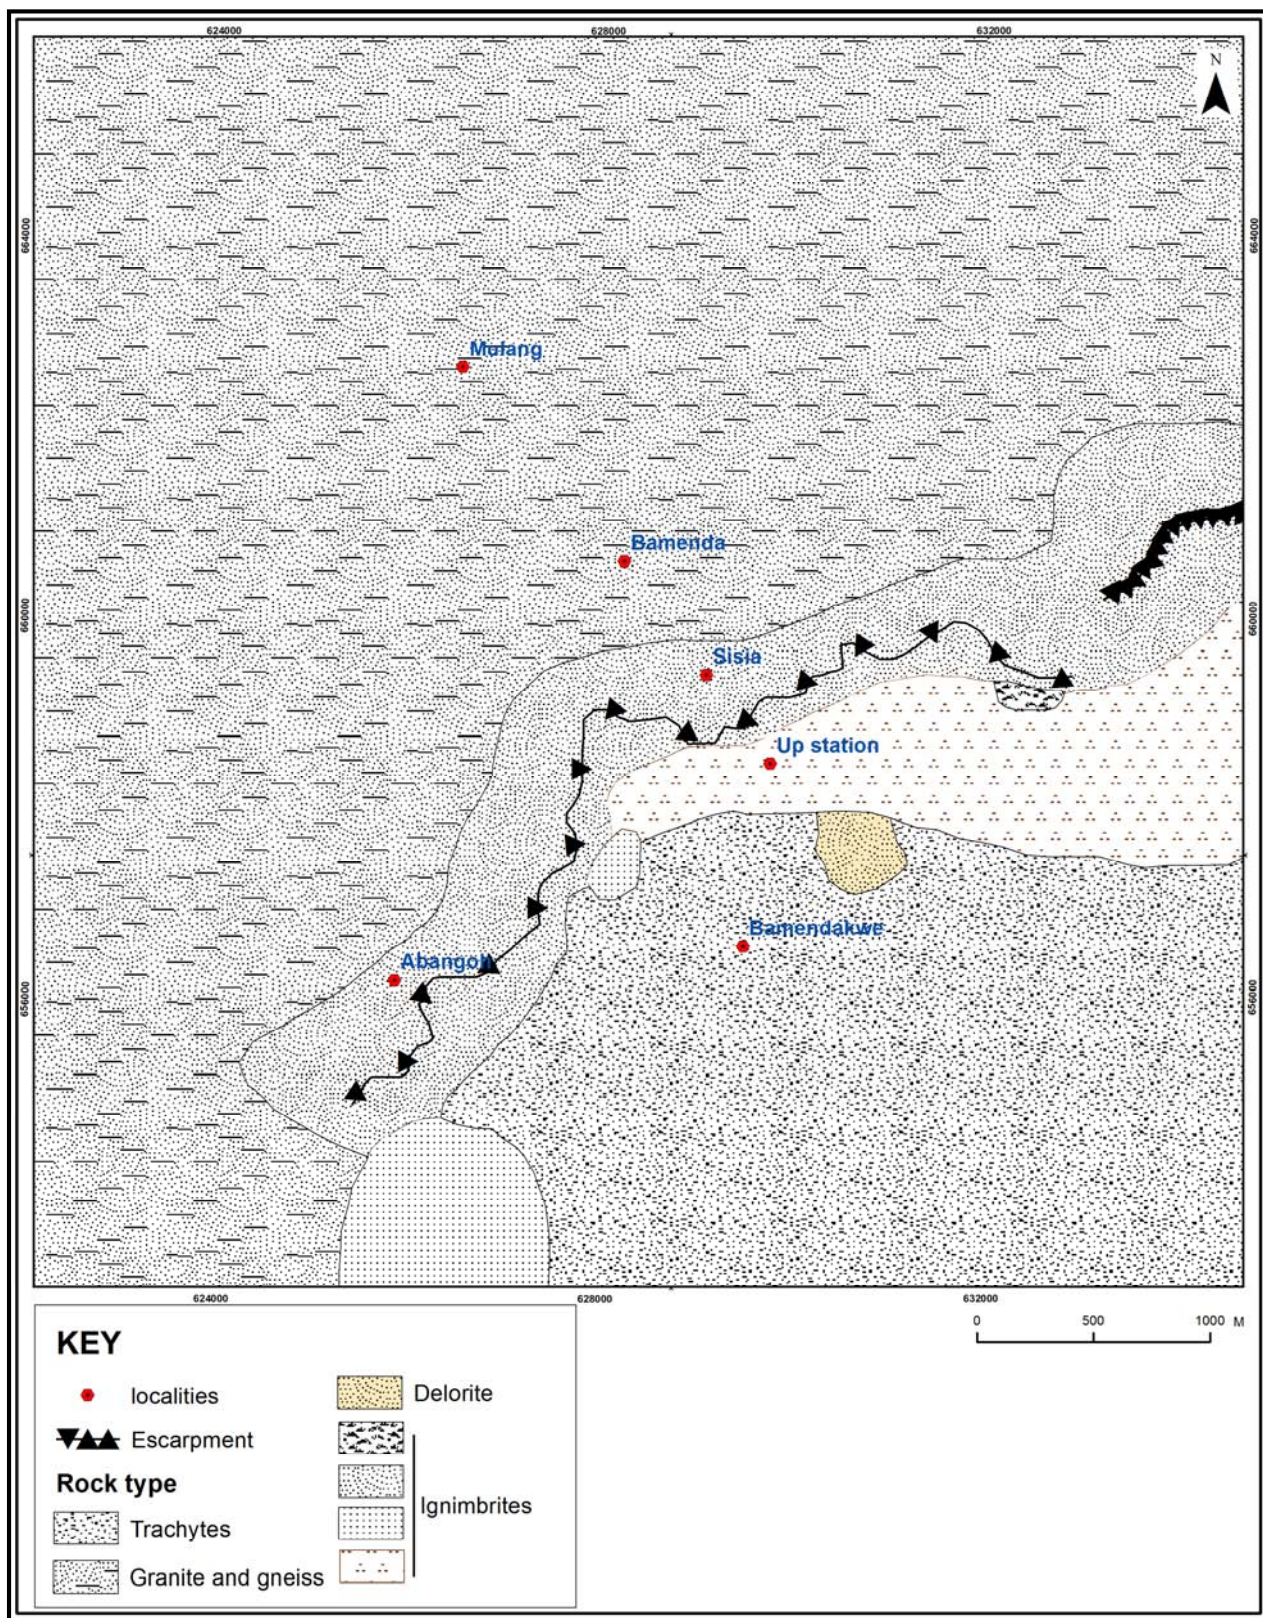 624000 628000 632000
N
664000 664000
Mulang
Bamenda
660000 660000
Sisia
Up station
Bamendakwe
Abangoh
656000 656000
624000 628000 632000
0 500 1000 M
KEY
localities
Escarpment
Rock type
Trachytes
Granite and gneiss
Delorite
Ignimbrites